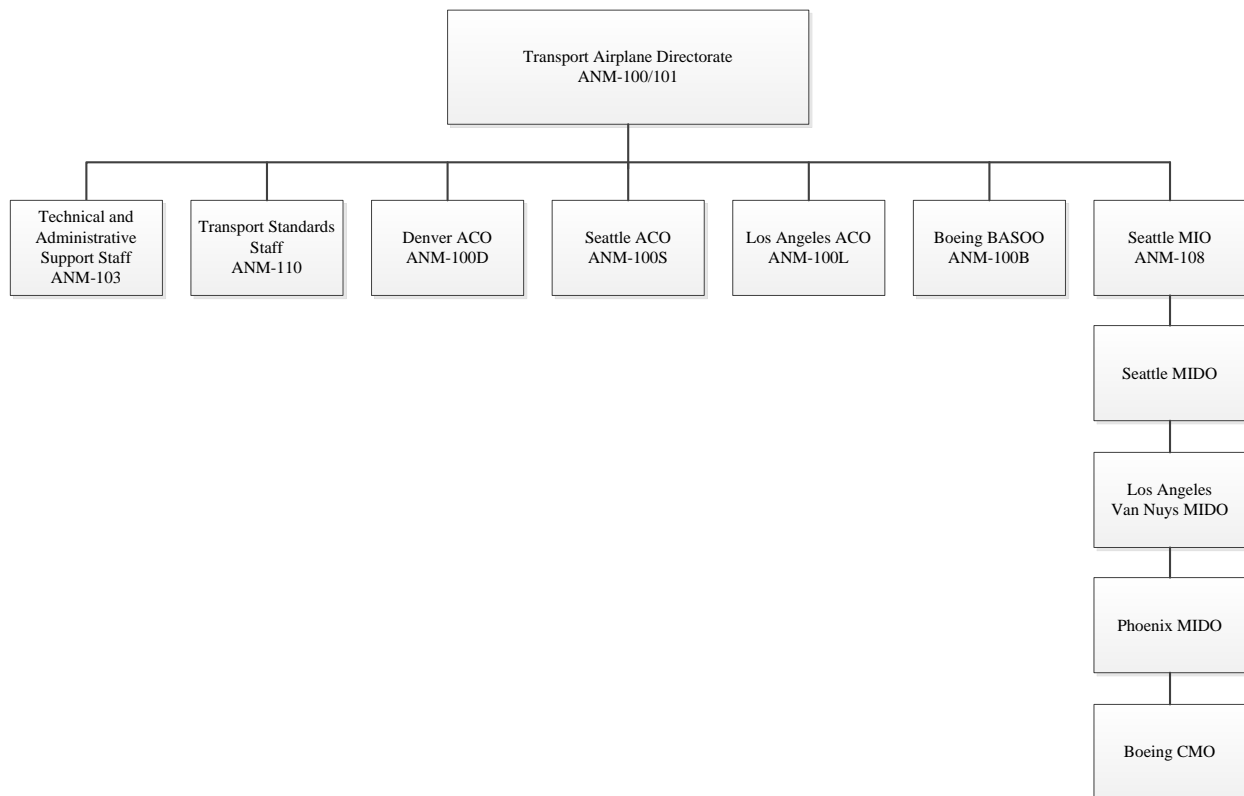 Transport Airplane Directorate
ANM-100/101
Technical and
Administrative
Support Staff
ANM-103
Transport Standards
Staff
ANM-110
Denver ACO
ANM-100D
Seattle ACO
ANM-100S
Los Angeles ACO
ANM-100L
Boeing BASOO
ANM-100B
Seattle MIO
ANM-108
Seattle MIDO
Los Angeles
Van Nuys MIDO
Phoenix MIDO
Boeing CMO